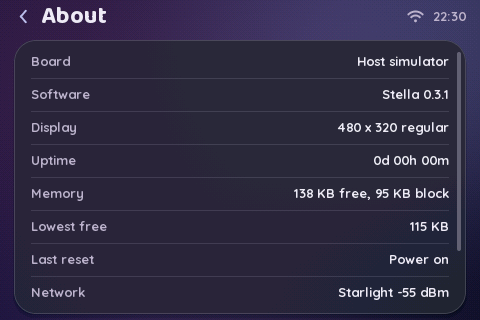 About 22:30
Board Host simulator
Software Stella 0.3.1
Display 480 x 320 regular
Uptime 0d 00h 00m
Memory 138 KB free, 95 KB block
Lowest free 115 KB
Last reset Power on
Network Starlight -55 dBm